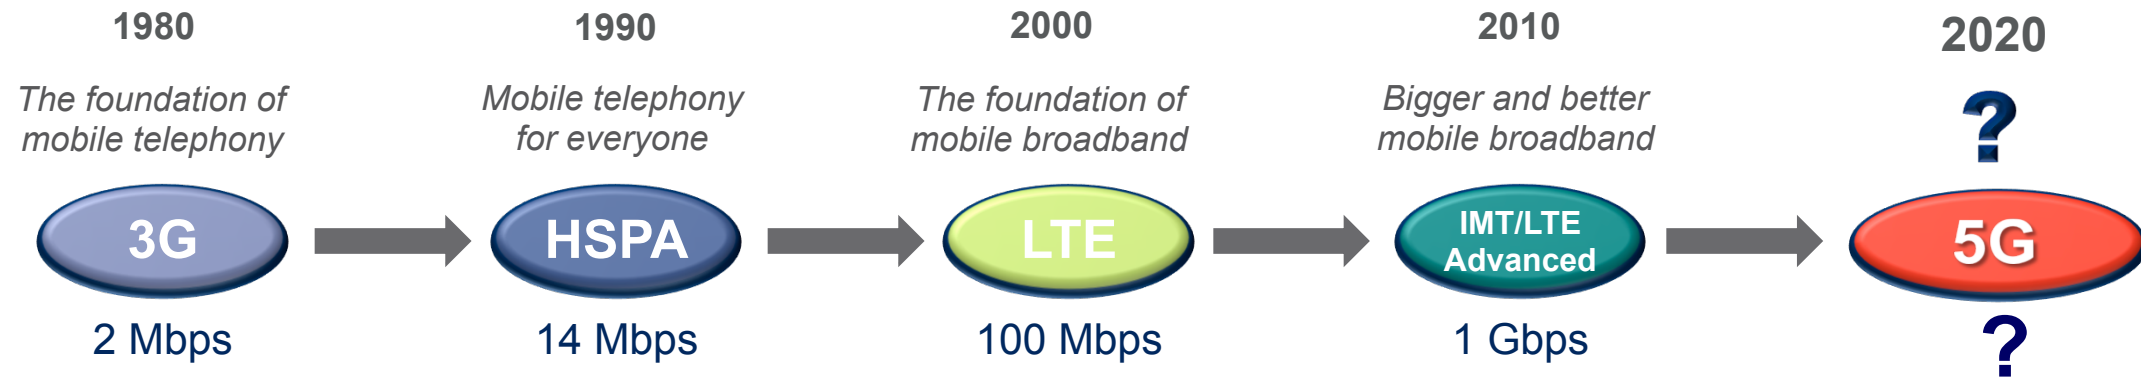 1980
The foundation of
mobile telephony
3G
2 Mbps
1990
Mobile telephony
for everyone
HSPA
14 Mbps
2000
The foundation of
mobile broadband
LTE
100 Mbps
2010
Bigger and better
mobile broadband
IMT/LTE
Advanced
1 Gbps
2020
?
5G
?